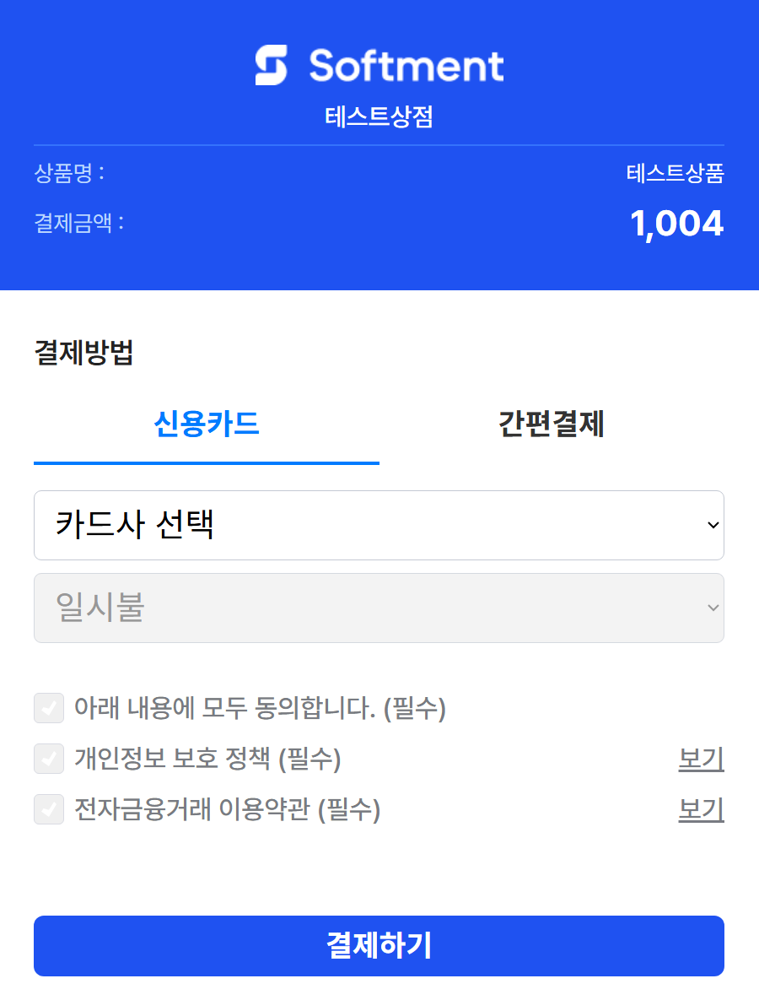 Softment
테스트상점
상품명 : 테스트상품
결제금액 : 1,004
결제방법
신용카드 간편결제
카드사 선택
일시불
아래 내용에 모두 동의합니다. (필수)
개인정보 보호 정책 (필수) 보기
전자금융거래 이용약관 (필수) 보기
결제하기